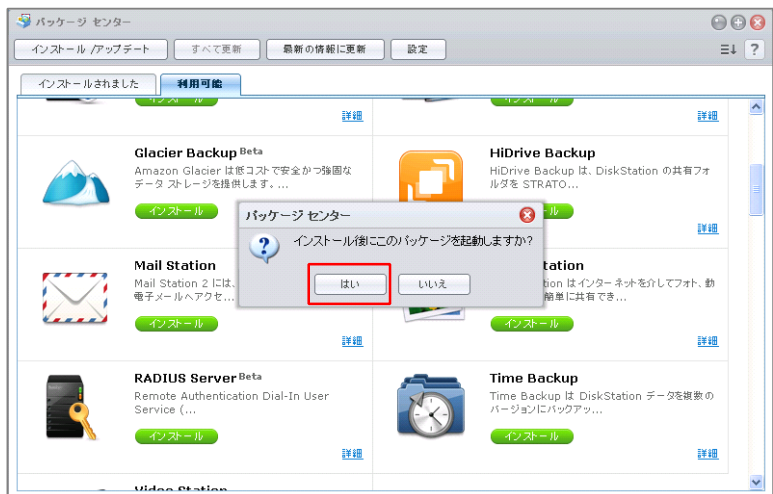 パッケージ センター
インストール /アップデート すべて更新 最新の情報に更新 設定
インストールされました 利用可能
インストール
詳細 詳細
Glacier Backup Beta
Amazon Glacier は低コストで安全かつ強固な
データ ストレージを提供します。...
インストール
HiDrive Backup
HiDrive Backup は、DiskStation の共有フォ
ルダを STRATO...
詳細
パッケージ センター
インストール後にこのパッケージを起動しますか?
はい いいえ
Mail Station
Mail Station 2 には、
電子メールへアクセ...
インストール
詳細
tation
tion はインターネットを介してフォト、動
簡単に共有でき...
インストール
詳細
RADIUS Server Beta
Remote Authentication Dial-In User
Service (...
インストール
詳細
Time Backup
Time Backup は DiskStation データを複数の
バージョンにバックアッ...
インストール
詳細
Video Station